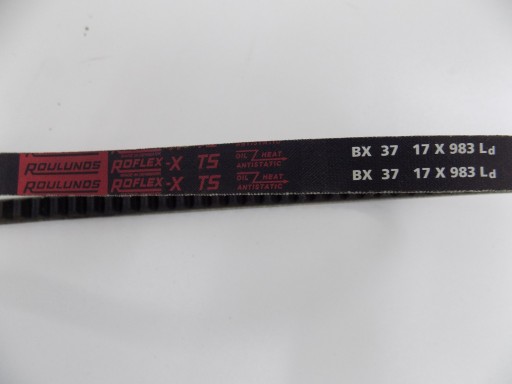 ROULUNDS ROFLEX-X TS OIL HEAT ANTISTATIC BX 37 17 X 983 Ld
ROULUNDS ROFLEX-X TS OIL HEAT ANTISTATIC BX 37 17 X 983 Ld